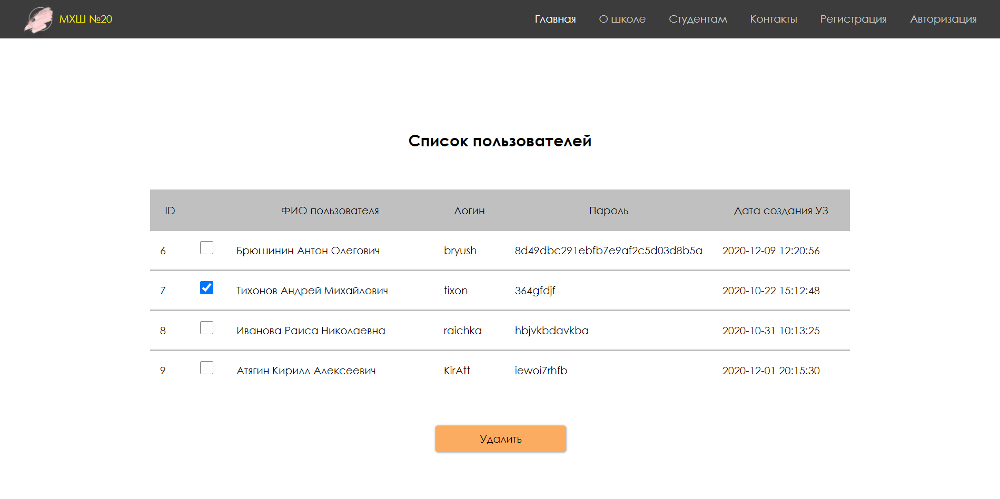 МХШ №20 Главная О школе Студентам Контакты Регистрация Авторизация
Список пользователей
ID ФИО пользователя Логин Пароль Дата создания УЗ
6 Брюшинин Антон Олегович bryush 8d49dbc291ebfb7e9af2c5d03d8b5a 2020-12-09 12:20:56
7 Тихонов Андрей Михайлович tixon 364gfdjf 2020-10-22 15:12:48
8 Иванова Раиса Николаевна raichka hbjvkbdavkba 2020-10-31 10:13:25
9 Атягин Кирилл Алексеевич KirAtt iewoi7rhfb 2020-12-01 20:15:30
Удалить